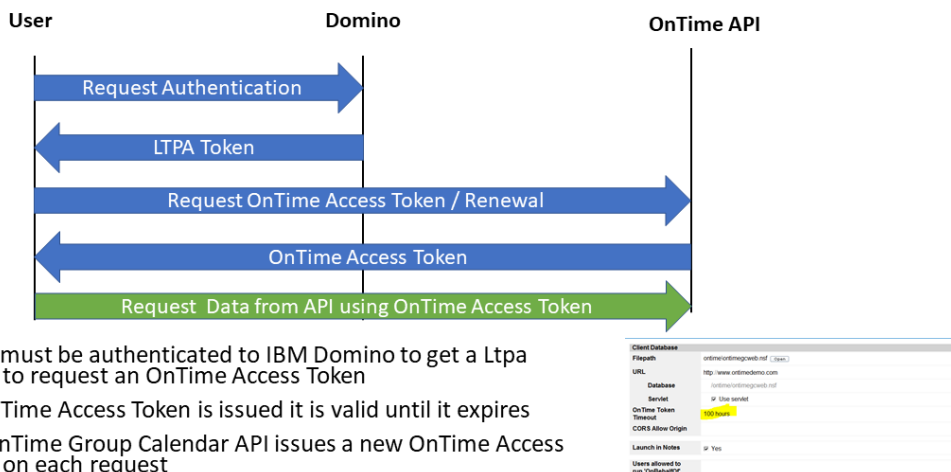 User
Domino
OnTime API
Request Authentication
LTPA Token
Request OnTime Access Token / Renewal
OnTime Access Token
Request Data from API using OnTime Access Token
must be authenticated to IBM Domino to get a Ltpa
to request an OnTime Access Token
Time Access Token is issued it is valid until it expires
nTime Group Calendar API issues a new OnTime Access
on each request
Client Database
Filepath ontime\ontimegcweb.nsf Open
URL http://www.ontimedemo.com
Database /ontime/ontimegcweb.nsf
Servlet Use servlet
OnTime Token
Timeout 100 hours
CORS Allow Origin
Launch in Notes Yes
Users allowed to
run 'OnBehalfOf'